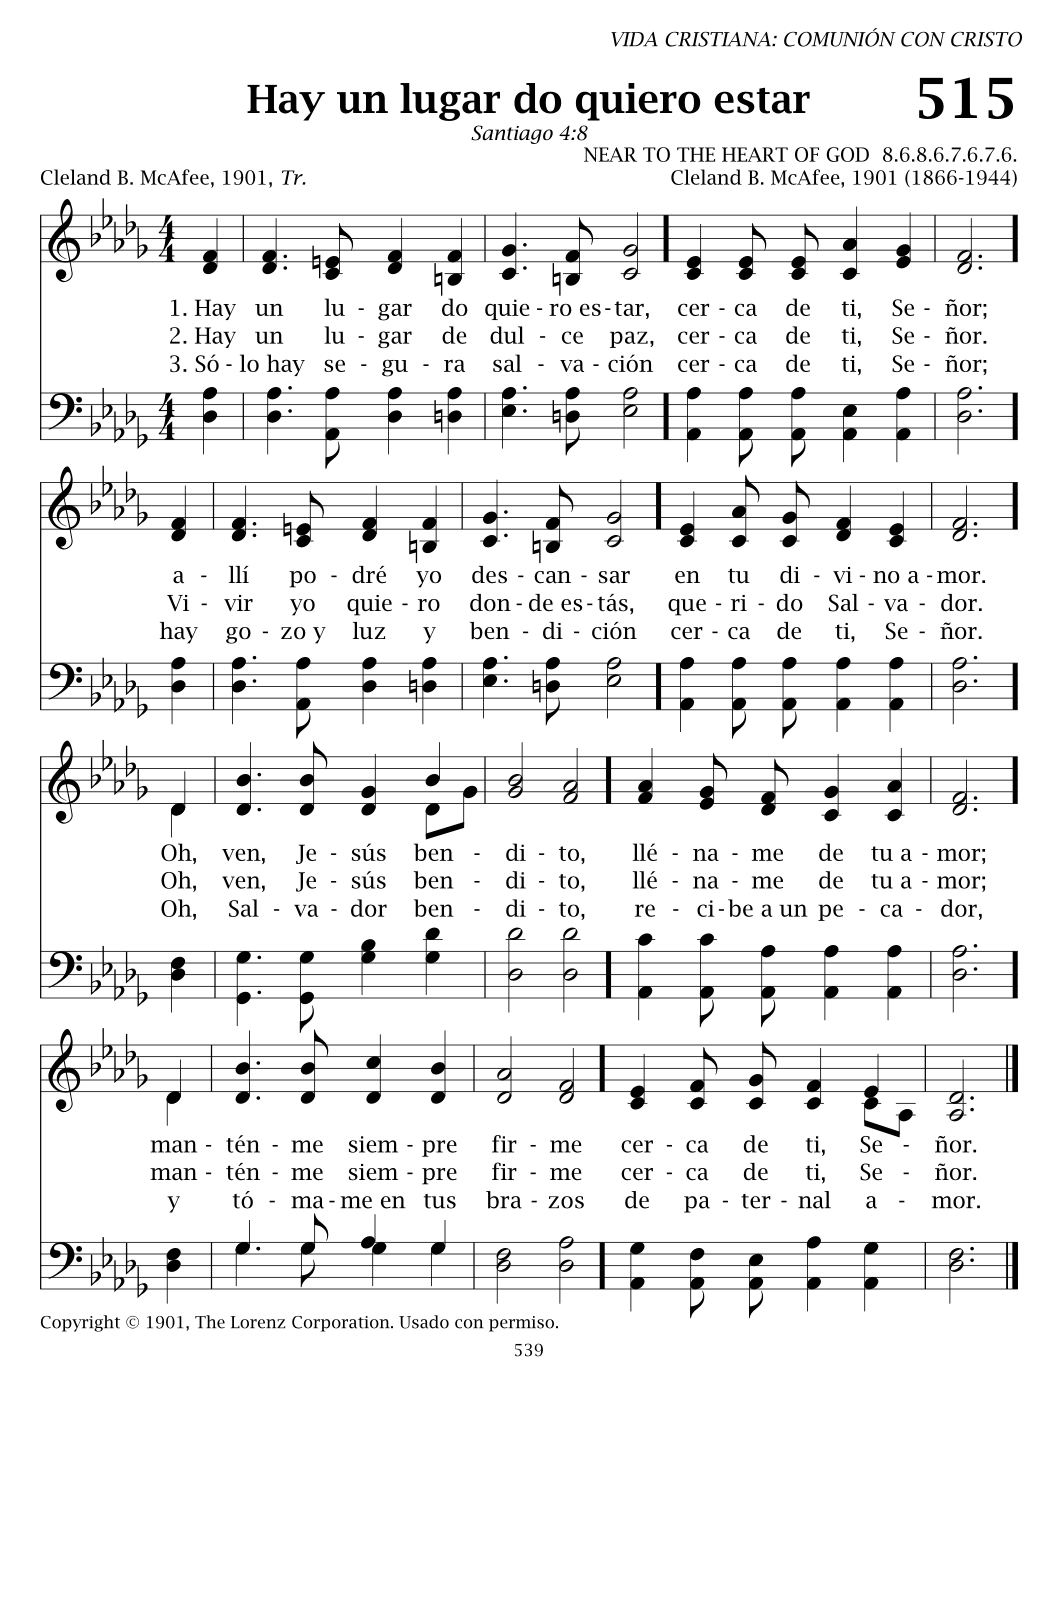 VIDA CRISTIANA: COMUNIÓN CON CRISTO
Hay un lugar do quiero estar 515
Santiago 4:8
NEAR TO THE HEART OF GOD 8.6.8.6.7.6.7.6.
Cleland B. McAfee, 1901, Tr. Cleland B. McAfee, 1901 (1866-1944)
1. Hay un lu - gar do quie - ro es - tar, cer - ca de ti, Se - ñor;
2. Hay un lu - gar de dul - ce paz, cer - ca de ti, Se - ñor.
3. Só - lo hay se - gu - ra sal - va - ción cer - ca de ti, Se - ñor;
a - llí po - dré yo des - can - sar en tu di - vi - no a - mor.
Vi - vir yo quie - ro don - de es - tás, que - ri - do Sal - va - dor.
hay go - zo y luz y ben - di - ción cer - ca de ti, Se - ñor.
Oh, ven, Je - sús ben - di - to, llé - na - me de tu a - mor;
Oh, ven, Je - sús ben - di - to, llé - na - me de tu a - mor;
Oh, Sal - va - dor ben - di - to, re - ci - be a un pe - ca - dor,
man - tén - me siem - pre fir - me cer - ca de ti, Se - ñor.
man - tén - me siem - pre fir - me cer - ca de ti, Se - ñor.
y tó - ma - me en tus bra - zos de pa - ter - nal a - mor.
Copyright © 1901, The Lorenz Corporation. Usado con permiso.
539